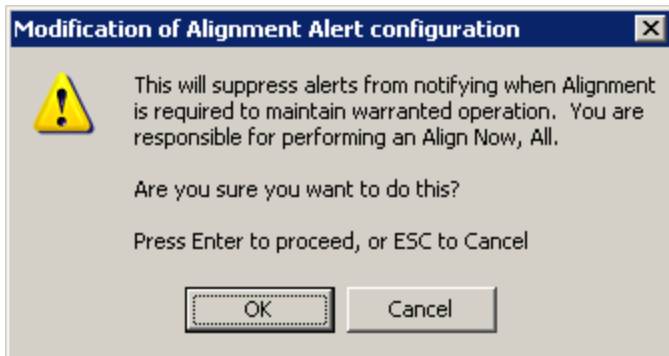 Modification of Alignment Alert configuration
This will suppress alerts from notifying when Alignment
is required to maintain warranted operation.  You are
responsible for performing an Align Now, All.
Are you sure you want to do this?
Press Enter to proceed, or ESC to Cancel
OK
Cancel